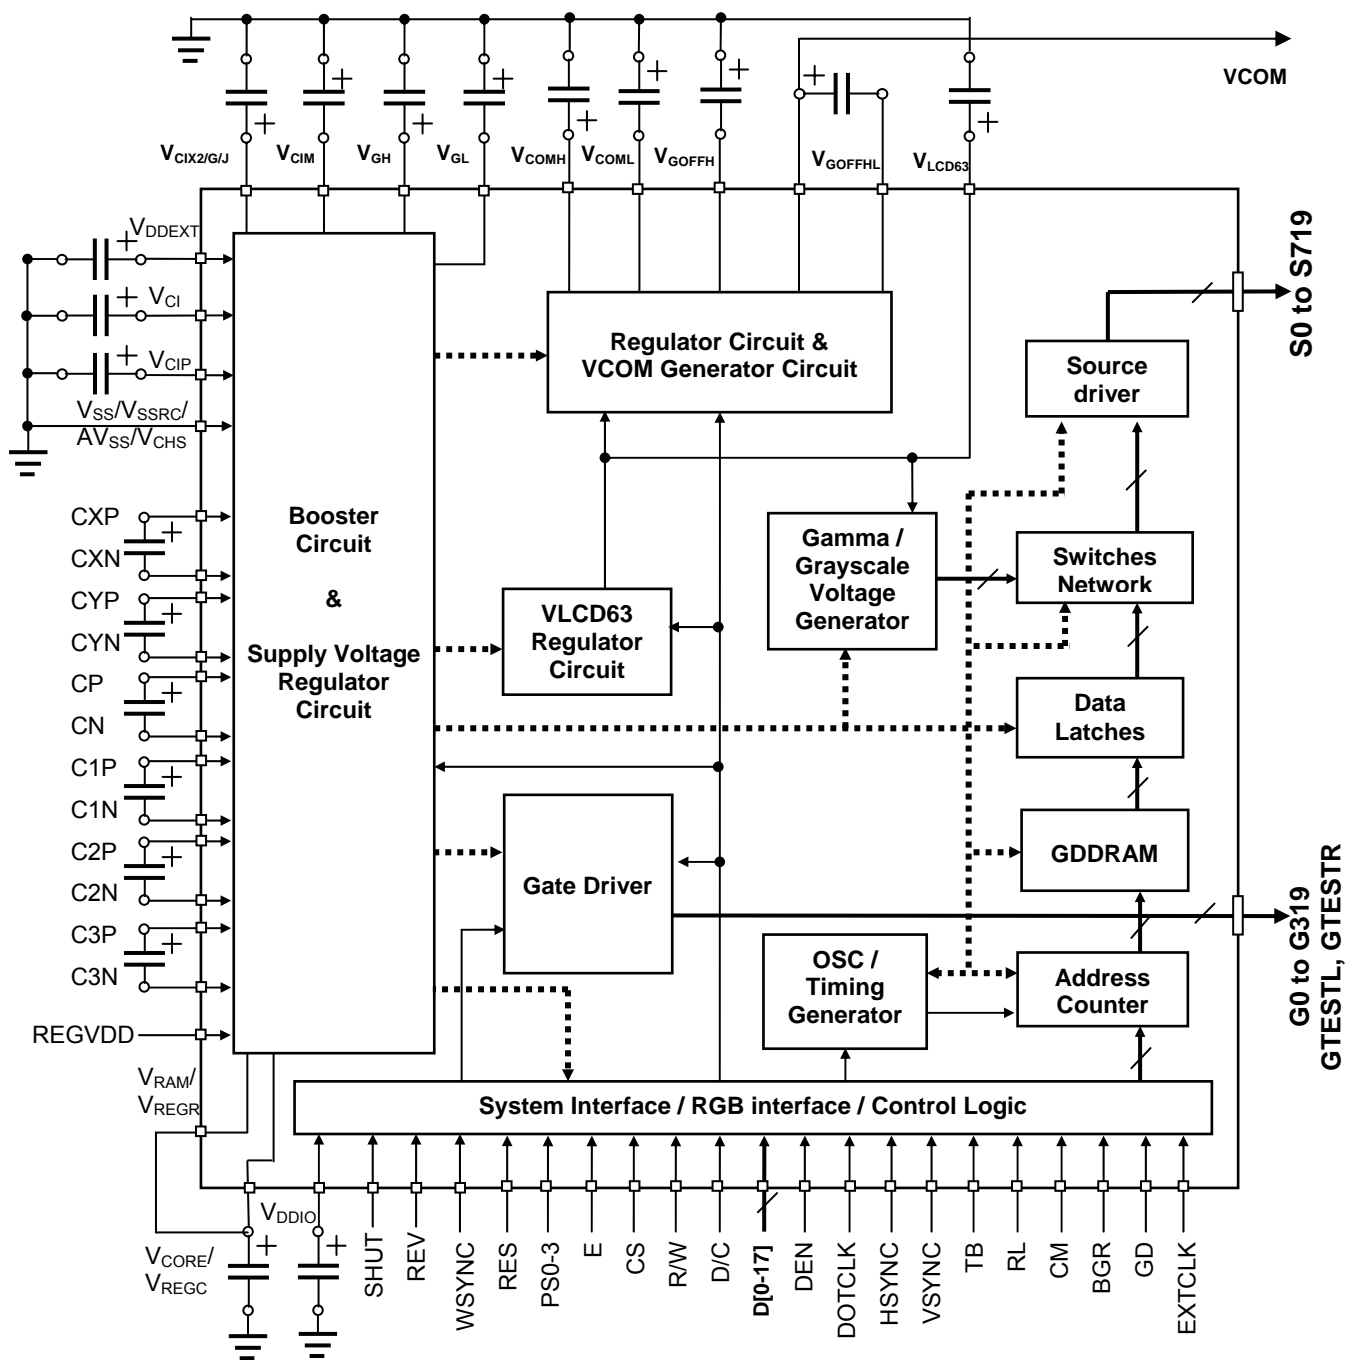 VCOM
VCIX2/G/J
VCIM
VGH
VGL
VCOMH
VCOML
VGOFFH
VGOFFHL
VLCD63
VDDEXT
VCI
VCIP
VSS/VSSRC/
AVSS/VCHS
CXP
CXN
CYP
CYN
CP
CN
C1P
C1N
C2P
C2N
C3P
C3N
REGVDD
VRAM/
VREGR
Booster
Circuit
&
Supply Voltage
Regulator
Circuit
Regulator Circuit &
VCOM Generator Circuit
VLCD63
Regulator
Circuit
Gate Driver
Gamma /
Grayscale
Voltage
Generator
OSC /
Timing
Generator
Source
driver
Switches
Network
Data
Latches
GDDRAM
Address
Counter
S0 to S719
G0 to G319
GTESTL, GTESTR
System Interface / RGB interface / Control Logic
VCORE/
VREGC
VDDIO
SHUT
REV
WSYNC
RES
PS0-3
E
CS
R/W
D/C
D[0-17]
DEN
DOTCLK
HSYNC
VSYNC
TB
RL
CM
BGR
GD
EXTCLK